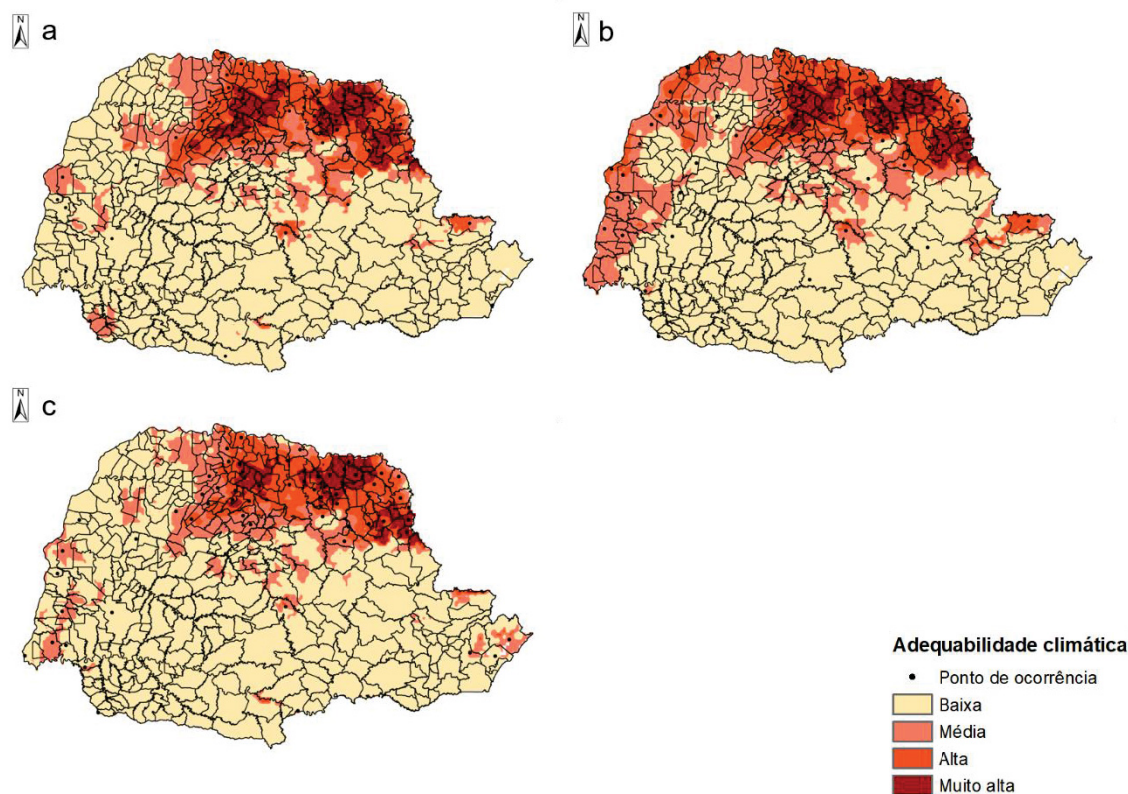 N
a
N
b
N
c
Adequabilidade climática
Ponto de ocorrência
Baixa
Média
Alta
Muito alta